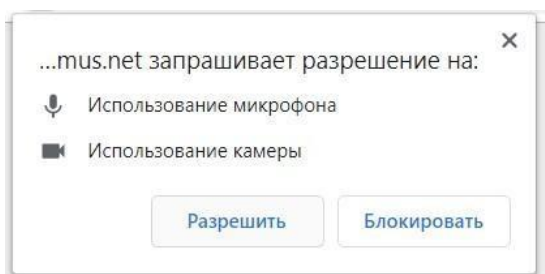 ...mus.net запрашивает разрешение на:
Использование микрофона
Использование камеры
Разрешить Блокировать